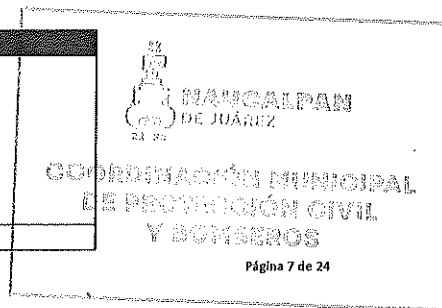 NAUCALPAN
DE JUÁREZ
COORDINACIÓN MUNICIPAL
DE PROTECCIÓN CIVIL
Y BOMBEROS
Página 7 de 24